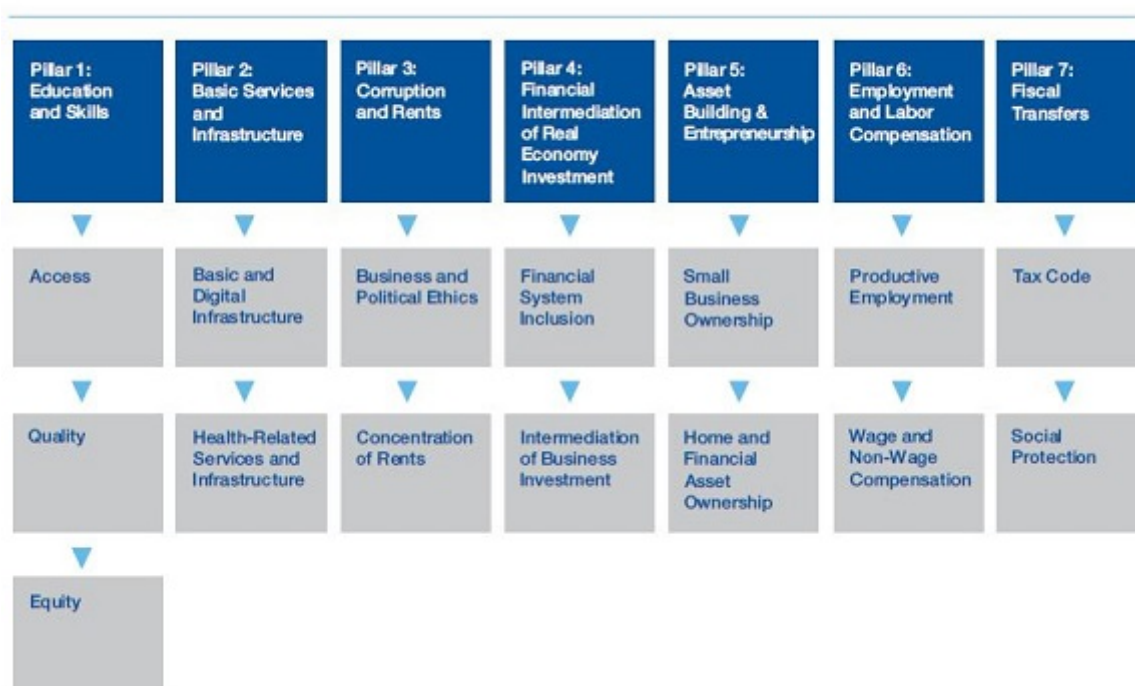 Pillar 1:
Education
and Skills
Pillar 2:
Basic Services
and
Infrastructure
Pillar 3:
Corruption
and Rents
Pillar 4:
Financial
Intermediation
of Real
Economy
Investment
Pillar 5:
Asset
Building &
Entrepreneurship
Pillar 6:
Employment
and Labor
Compensation
Pillar 7:
Fiscal
Transfers
Access
Basic and
Digital
Infrastructure
Business and
Political Ethics
Financial
System
Inclusion
Small
Business
Ownership
Productive
Employment
Tax Code
Quality
Health-Related
Services and
Infrastructure
Concentration
of Rents
Intermediation
of Business
Investment
Home and
Financial
Asset
Ownership
Wage and
Non-Wage
Compensation
Social
Protection
Equity